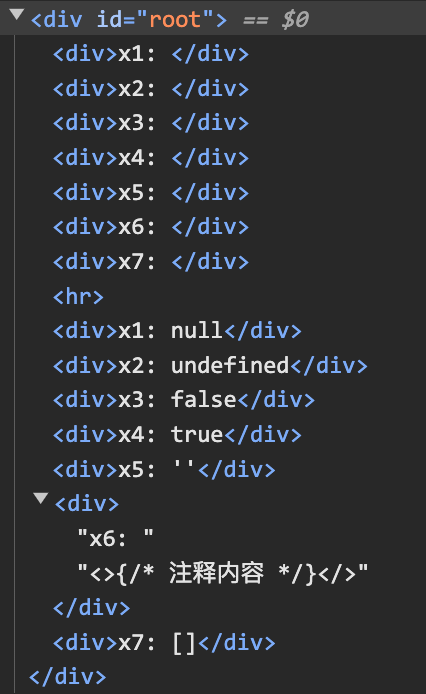 <div id="root"> == $0
<div>x1: </div>
<div>x2: </div>
<div>x3: </div>
<div>x4: </div>
<div>x5: </div>
<div>x6: </div>
<div>x7: </div>
<hr>
<div>x1: null</div>
<div>x2: undefined</div>
<div>x3: false</div>
<div>x4: true</div>
<div>x5: ''</div>
<div>
"x6: "
"<>{/* 注释内容 */}</>"
</div>
<div>x7: []</div>
</div>